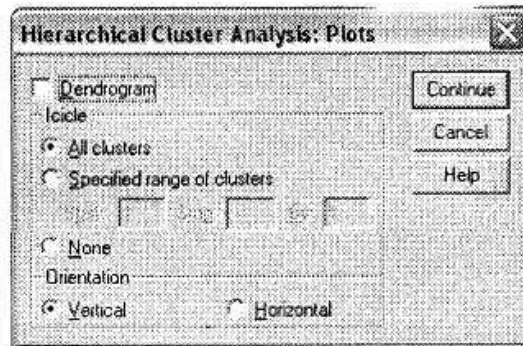 Hierarchical Cluster Analysis: Plots
Dendrogram
Continue
Icicle
Cancel
All clusters
Specified range of clusters
Help
None
Orientation
Vertical Horizontal